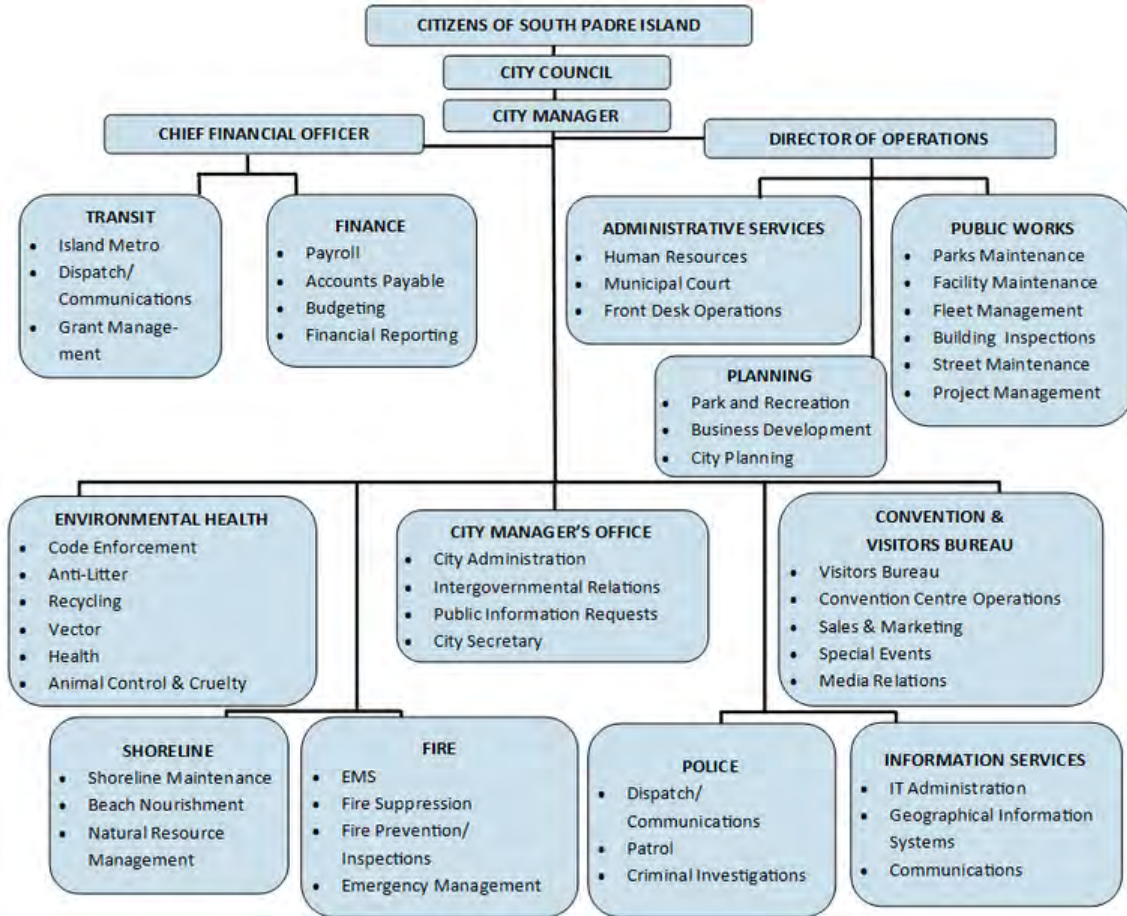 CITIZENS OF SOUTH PADRE ISLAND
CITY COUNCIL
CITY MANAGER
CHIEF FINANCIAL OFFICER
DIRECTOR OF OPERATIONS
TRANSIT
• Island Metro
• Dispatch/
Communications
• Grant Manage-
ment
FINANCE
• Payroll
• Accounts Payable
• Budgeting
• Financial Reporting
ADMINISTRATIVE SERVICES
• Human Resources
• Municipal Court
• Front Desk Operations
PUBLIC WORKS
• Parks Maintenance
• Facility Maintenance
• Fleet Management
• Building Inspections
• Street Maintenance
• Project Management
PLANNING
• Park and Recreation
• Business Development
• City Planning
ENVIRONMENTAL HEALTH
• Code Enforcement
• Anti-Litter
• Recycling
• Vector
• Health
• Animal Control & Cruelty
CITY MANAGER'S OFFICE
• City Administration
• Intergovernmental Relations
• Public Information Requests
• City Secretary
CONVENTION &
VISITORS BUREAU
• Visitors Bureau
• Convention Centre Operations
• Sales & Marketing
• Special Events
• Media Relations
SHORELINE
• Shoreline Maintenance
• Beach Nourishment
• Natural Resource
Management
FIRE
• EMS
• Fire Suppression
• Fire Prevention/
Inspections
• Emergency Management
POLICE
• Dispatch/
Communications
• Patrol
• Criminal Investigations
INFORMATION SERVICES
• IT Administration
• Geographical Information
Systems
• Communications